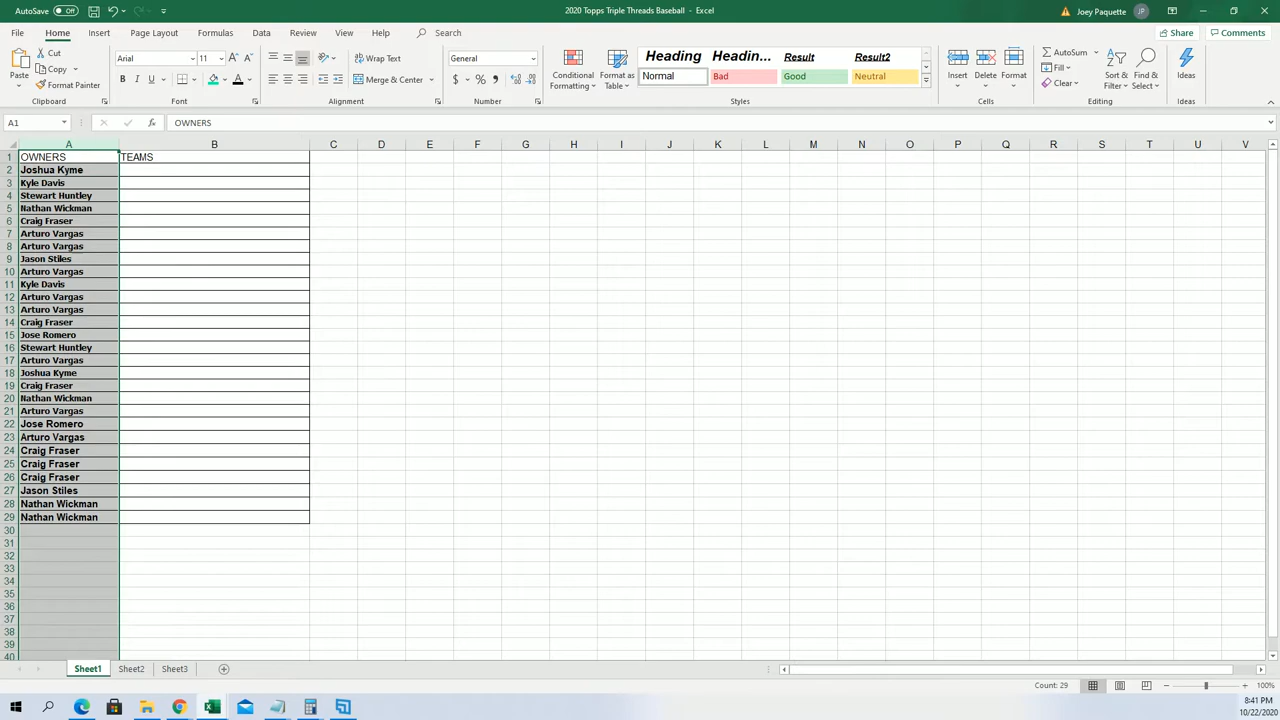 AutoSave Off 2020 Topps Triple Threads Baseball - Excel Joey Paquette JP
File Home Insert Page Layout Formulas Data Review View Help Search Share Comments
Paste Cut Copy Format Painter Clipboard
Arial 11 A A B I U A Font
ab Wrap Text Merge & Center Alignment
General $ % , Number
Conditional Formatting Format as Table
Heading Headin... Result Result2
Normal Bad Good Neutral
Styles
Insert Delete Format Cells
AutoSum Fill Clear Sort & Filter Find & Select Editing
Ideas Ideas
A1 fx OWNERS
A B C D E F G H I J K L M N O P Q R S T U V
1 OWNERS TEAMS
2 Joshua Kyme
3 Kyle Davis
4 Stewart Huntley
5 Nathan Wickman
6 Craig Fraser
7 Arturo Vargas
8 Arturo Vargas
9 Jason Stiles
10 Arturo Vargas
11 Kyle Davis
12 Arturo Vargas
13 Arturo Vargas
14 Craig Fraser
15 Jose Romero
16 Stewart Huntley
17 Arturo Vargas
18 Joshua Kyme
19 Craig Fraser
20 Nathan Wickman
21 Arturo Vargas
22 Jose Romero
23 Arturo Vargas
24 Craig Fraser
25 Craig Fraser
26 Craig Fraser
27 Jason Stiles
28 Nathan Wickman
29 Nathan Wickman
30
31
32
33
34
35
36
37
38
39
40
Sheet1 Sheet2 Sheet3
Count: 29 100%
8:41 PM
10/22/2020